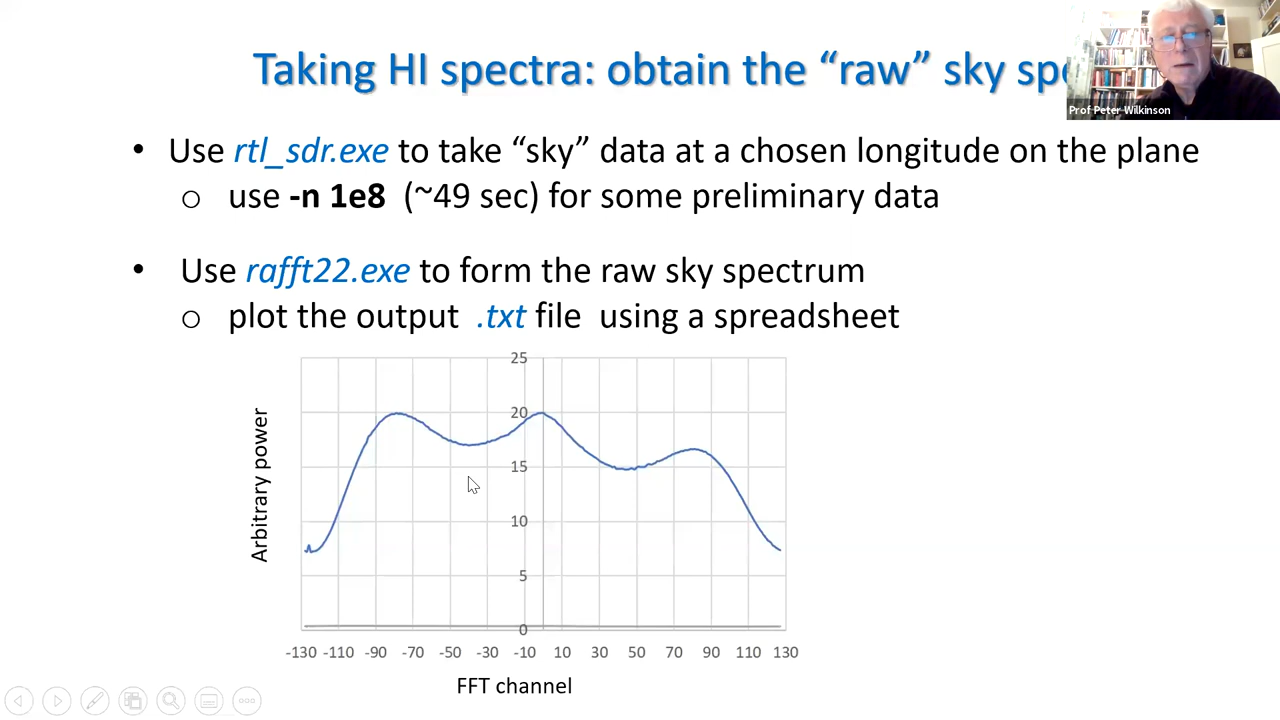 Taking HI spectra: obtain the “raw” sky
Prof Peter Wilkinson
• Use rtl_sdr.exe to take “sky” data at a chosen longitude on the plane
o use -n 1e8 (~49 sec) for some preliminary data
• Use rafft22.exe to form the raw sky spectrum
o plot the output .txt file using a spreadsheet
25
20
15
10
5
0
Arbitrary power
-130 -110 -90 -70 -50 -30 -10 10 30 50 70 90 110 130
FFT channel